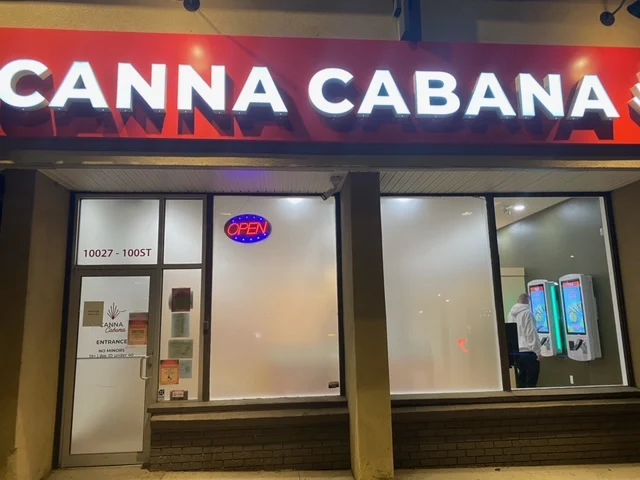 CANNA CABANA
OPEN
10027 - 100ST
CANNA
Cabana
ENTRANCE
NO MINORS